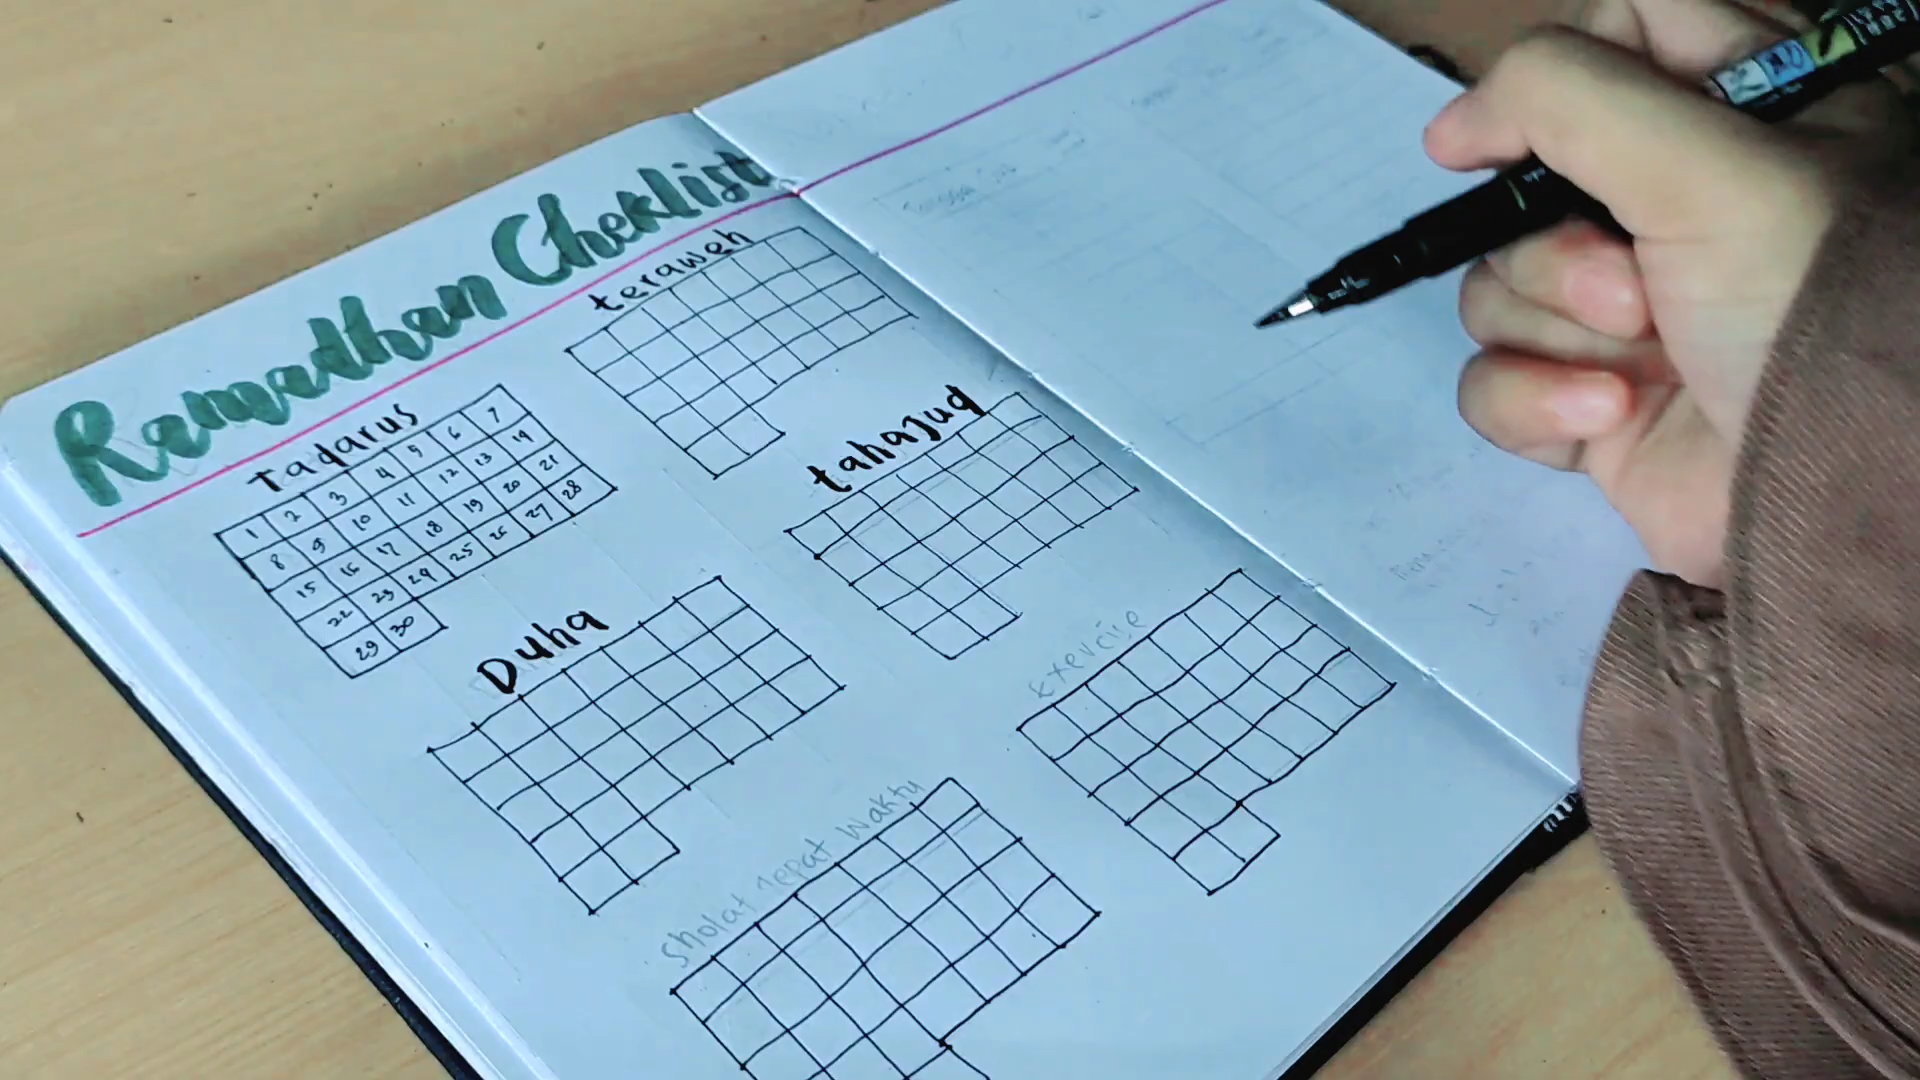 Ramadhan Cheklist
Tadarus
1 2 3 4 5 6 7
8 9 10 11 12 13 14
15 16 17 18 19 20 21
22 23 24 25 26 27 28
29 30
teraweh
Duha
tahajud
sholat tepat waktu
Exercise